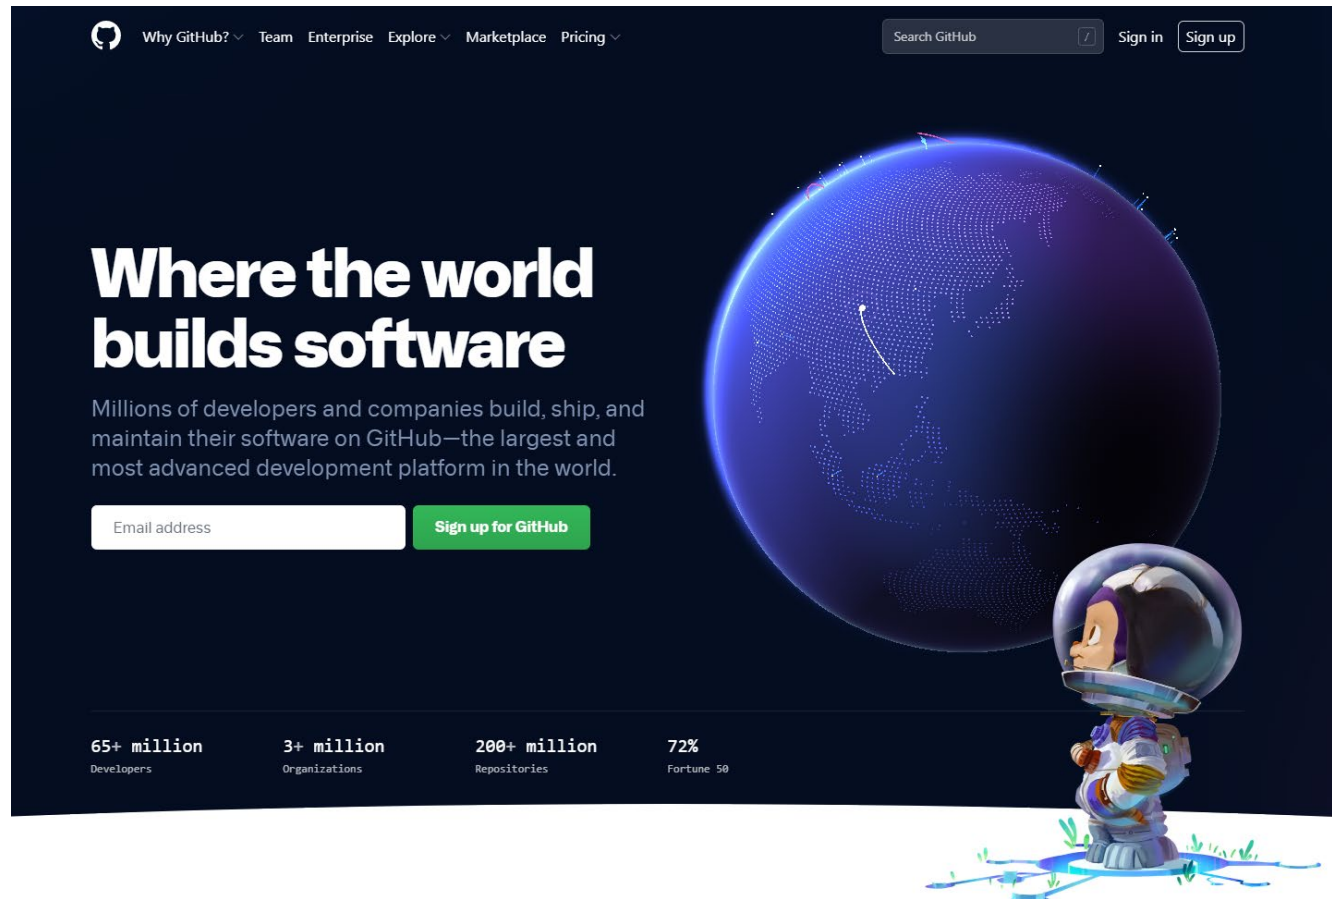 Why GitHub? Team Enterprise Explore Marketplace Pricing Search GitHub / Sign in Sign up
Where the world
builds software
Millions of developers and companies build, ship, and
maintain their software on GitHub—the largest and
most advanced development platform in the world.
Email address Sign up for GitHub
65+ million 3+ million 200+ million 72%
Developers Organizations Repositories Fortune 50